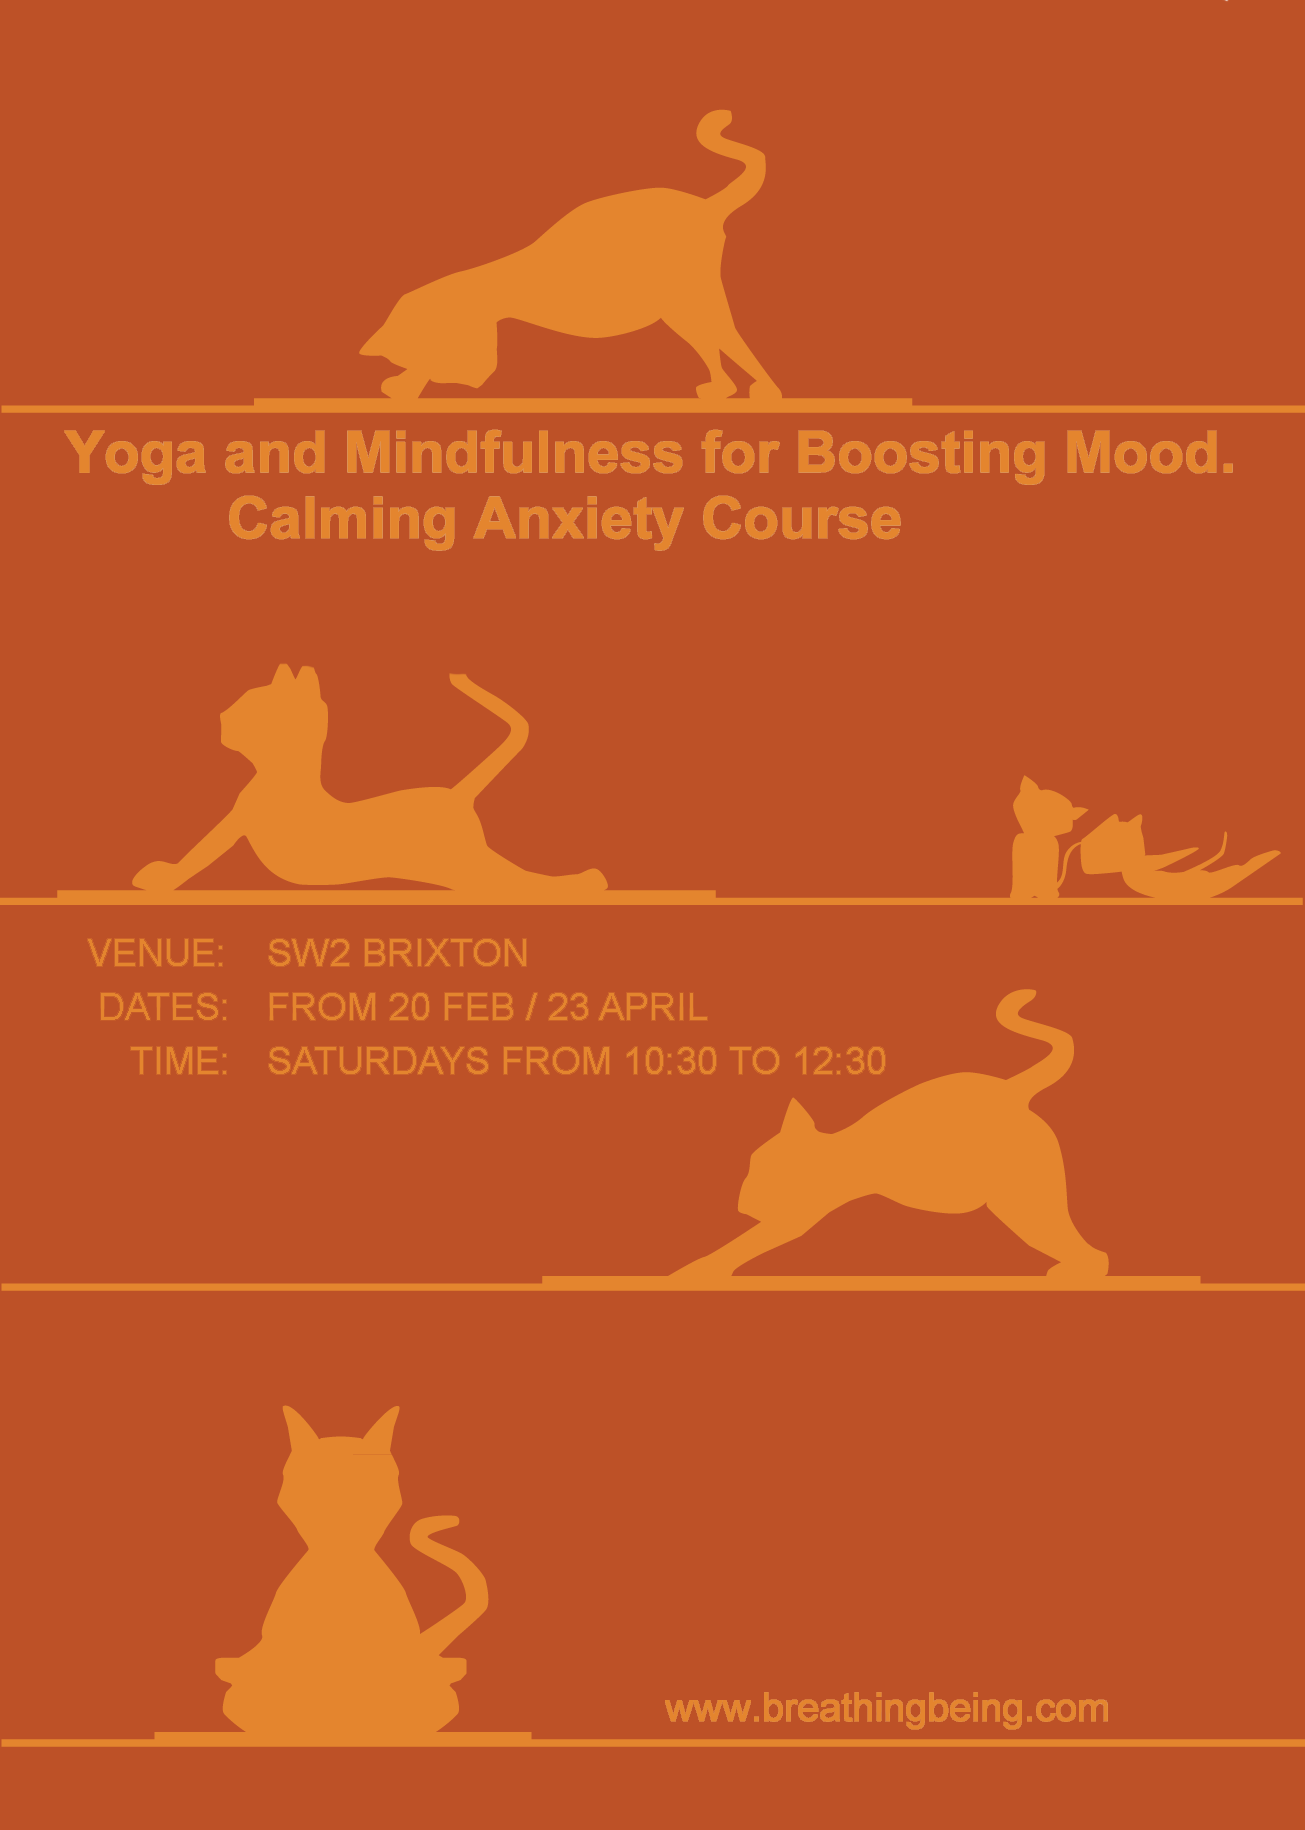 Yoga and Mindfulness for Boosting Mood.
Calming Anxiety Course
VENUE: SW2 BRIXTON
DATES: FROM 20 FEB / 23 APRIL
TIME: SATURDAYS FROM 10:30 TO 12:30
www.breathingbeing.com